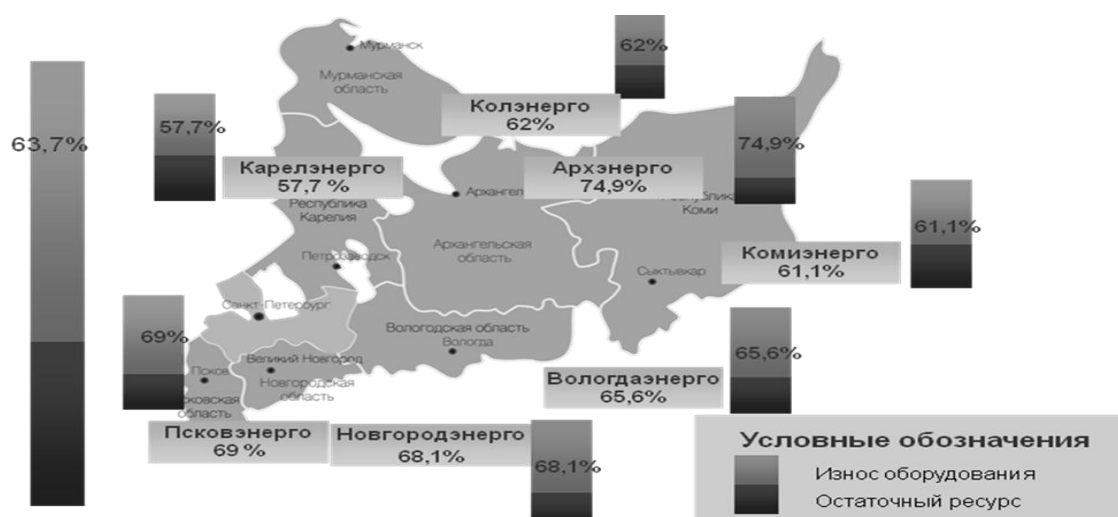 Мурманск
62%
Мурманская
область
Колэнерго
62%
63,7%
57,7%
74,9%
Карелэнерго
57,7 %
Архэнерго
74,9%
Архангел
Республика
Карелия
Коми
61,1%
Архангельская
область
Комиэнерго
61,1%
Петрозаводск
Сыктывкар
Санкт-Петербург
69%
Вологодская область
Вологда
65,6%
Великий Новгород
Псков
Новгородская
область
Вологдаэнерго
65,6%
сковская
область
Псковэнерго
69 %
Новгородэнерго
68,1%
68,1%
Условные обозначения
Износ оборудования
Остаточный ресурс